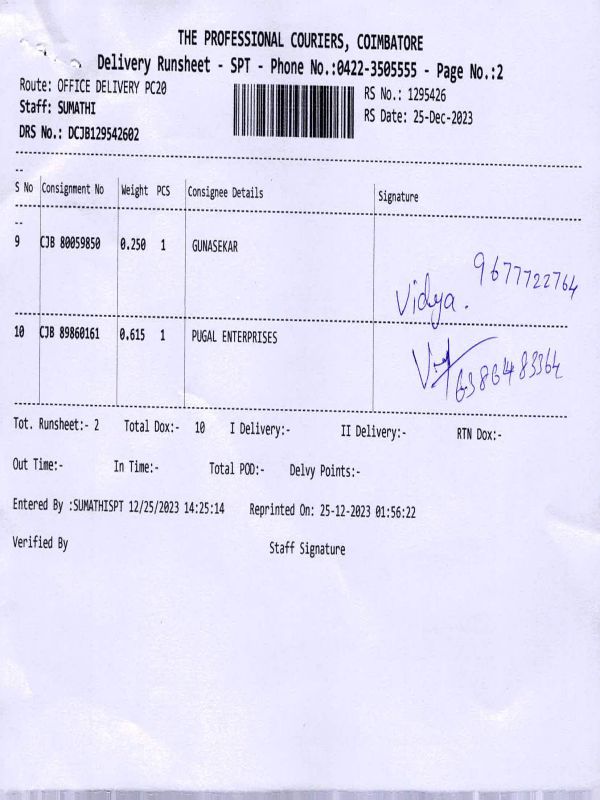 THE PROFESSIONAL COURIERS, COIMBATORE
Delivery Runsheet - SPT - Phone No.:0422-3505555 - Page No.:2
Route: OFFICE DELIVERY PC20
RS No.: 1295426
Staff: SUMATHI
RS Date: 25-Dec-2023
DRS No.: DCJB129542602
S No Consignment No Weight PCS Consignee Details Signature
9 CJB 80059850 0.250 1 GUNASEKAR
9677722764
Vidya.
10 CJB 89860161 0.615 1 PUGAL ENTERPRISES
6386483364
Tot. Runsheet:- 2 Total Dox:- 10 I Delivery:- II Delivery:- RTN Dox:-
Out Time:- In Time:- Total POD:- Delvy Points:-
Entered By :SUMATHISPT 12/25/2023 14:25:14 Reprinted On: 25-12-2023 01:56:22
Verified By Staff Signature